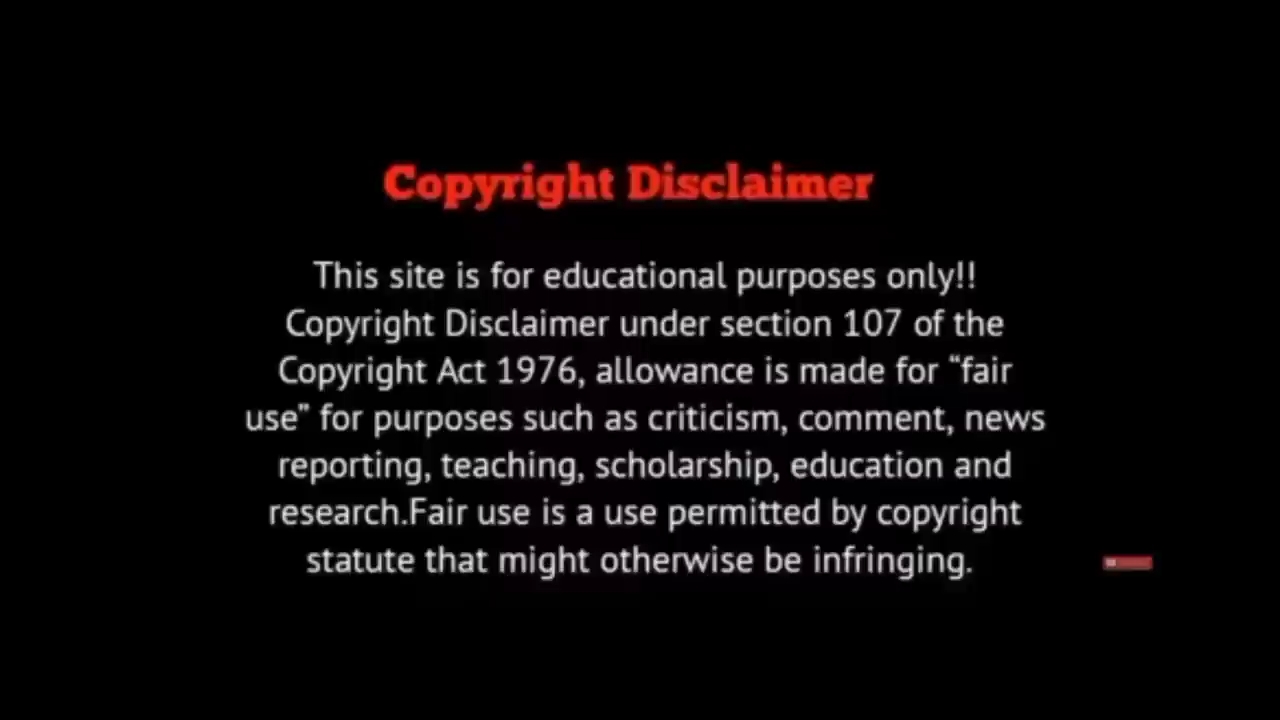 Copyright Disclaimer
This site is for educational purposes only!!
Copyright Disclaimer under section 107 of the
Copyright Act 1976, allowance is made for “fair
use” for purposes such as criticism, comment, news
reporting, teaching, scholarship, education and
research.Fair use is a use permitted by copyright
statute that might otherwise be infringing.